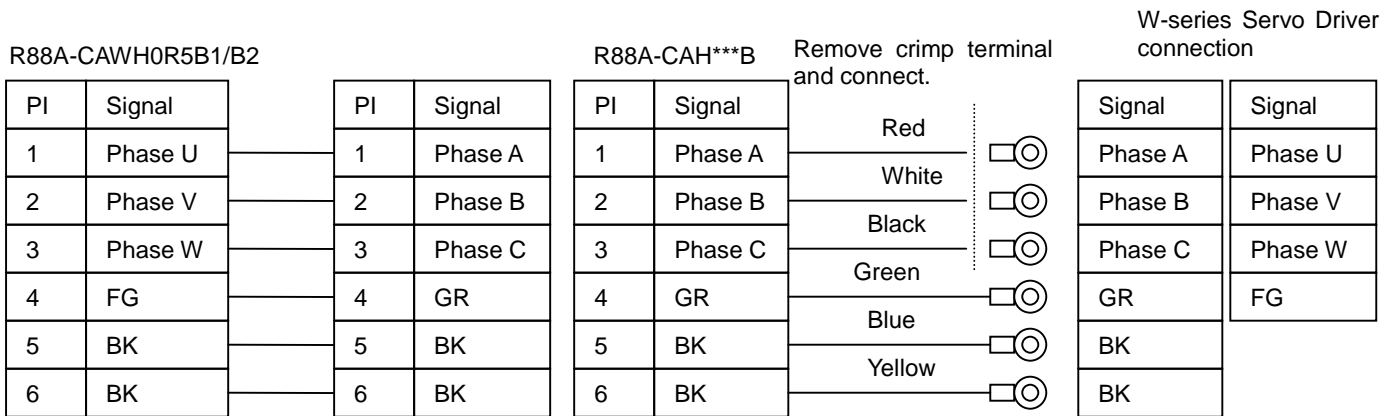 W-series Servo Driver
connection
R88A-CAWH0R5B1/B2
R88A-CAH***B
Remove crimp terminal
and connect.
PI Signal PI Signal PI Signal Signal Signal
Red
1 Phase U 1 Phase A 1 Phase A Phase A Phase U
White
2 Phase V 2 Phase B 2 Phase B Phase B Phase V
Black
3 Phase W 3 Phase C 3 Phase C Phase C Phase W
Green
4 FG 4 GR 4 GR GR FG
Blue
5 BK 5 BK 5 BK BK
Yellow
6 BK 6 BK 6 BK BK